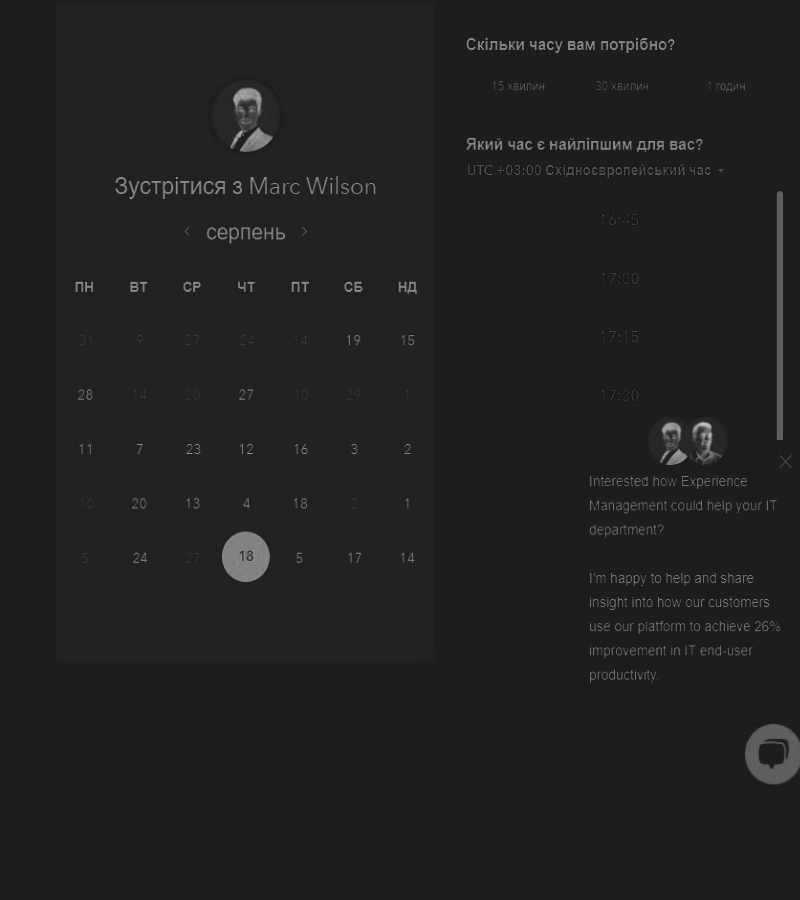 Зустрітися з Marc Wilson
серпень
ПН ВТ СР ЧТ ПТ СБ НД
31 9 27 24 14 19 15
28 14 20 27 10 29 1
11 7 23 12 16 3 2
10 20 13 4 18 2 1
5 24 27 18 5 17 14
Скільки часу вам потрібно?
15 хвилин 30 хвилин 1 годин
Який час є найліпшим для вас?
UTC +03:00 Східноєвропейський час
16:45
17:00
17:15
17:30
Interested how Experience
Management could help your IT
department?
I'm happy to help and share
insight into how our customers
use our platform to achieve 26%
improvement in IT end-user
productivity.